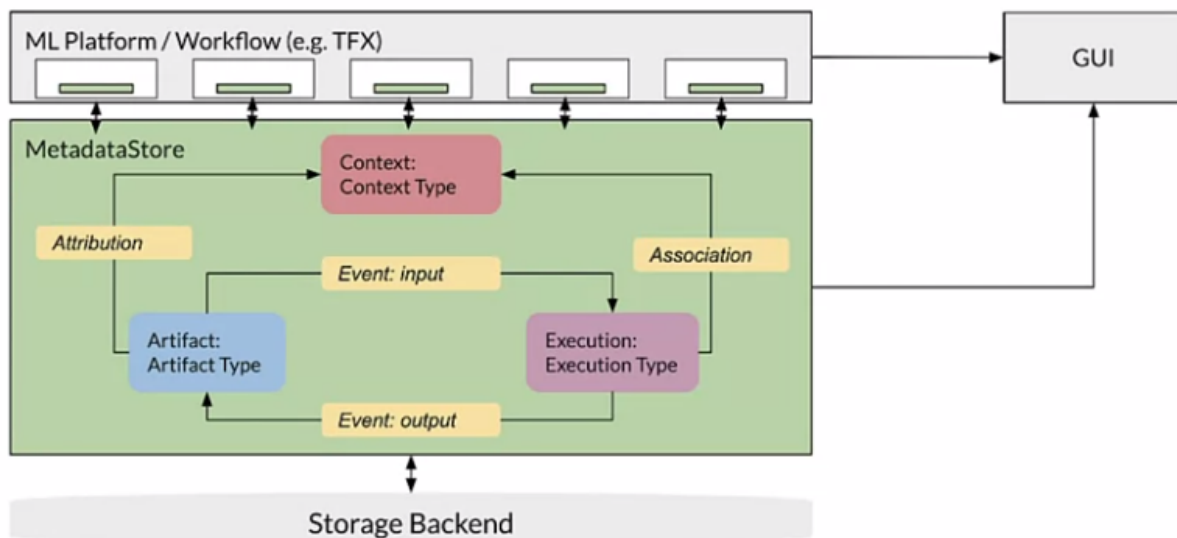 ML Platform / Workflow (e.g. TFX)
GUI
MetadataStore
Context:
Context Type
Attribution
Association
Event: input
Artifact:
Artifact Type
Execution:
Execution Type
Event: output
Storage Backend